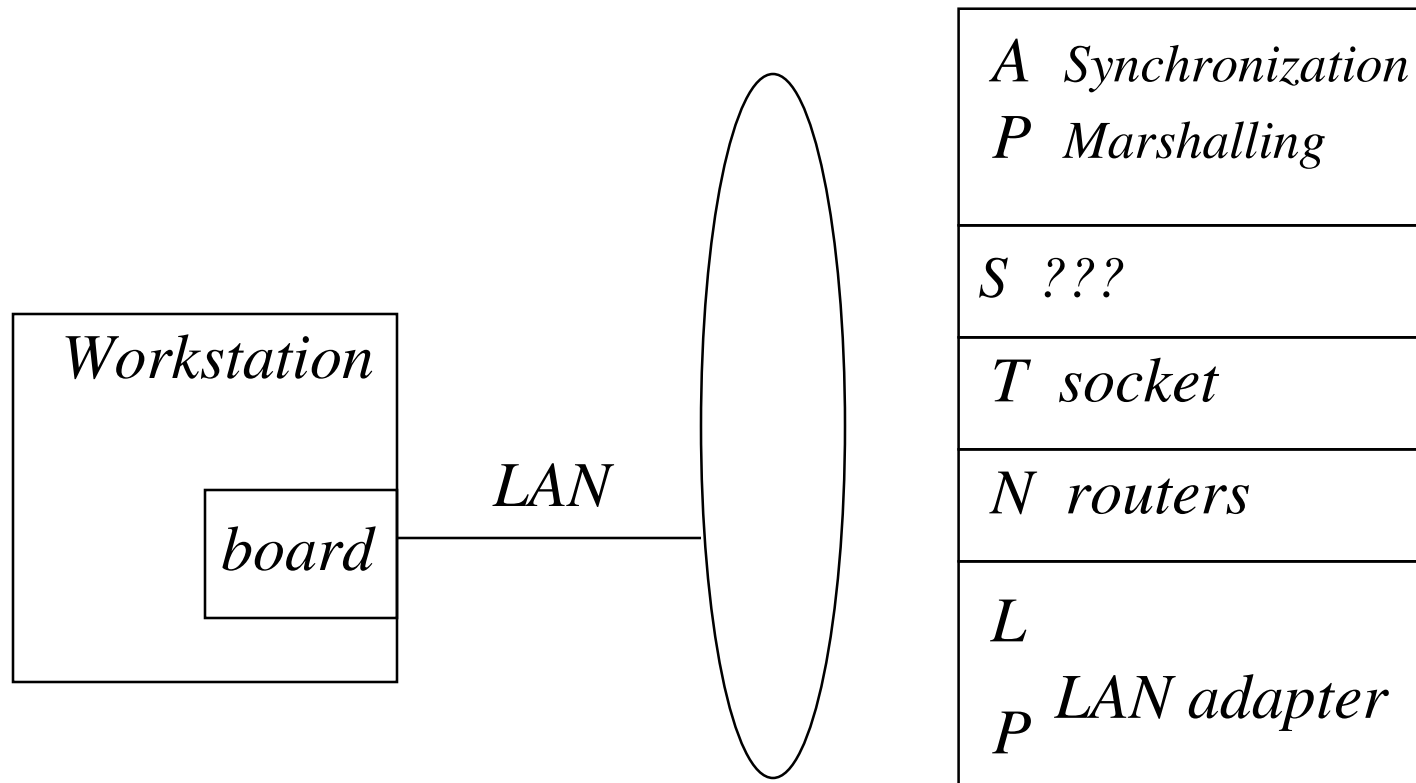 Workstation
board
LAN
A Synchronization
P Marshalling
S ???
T socket
N routers
L
LAN adapter
P